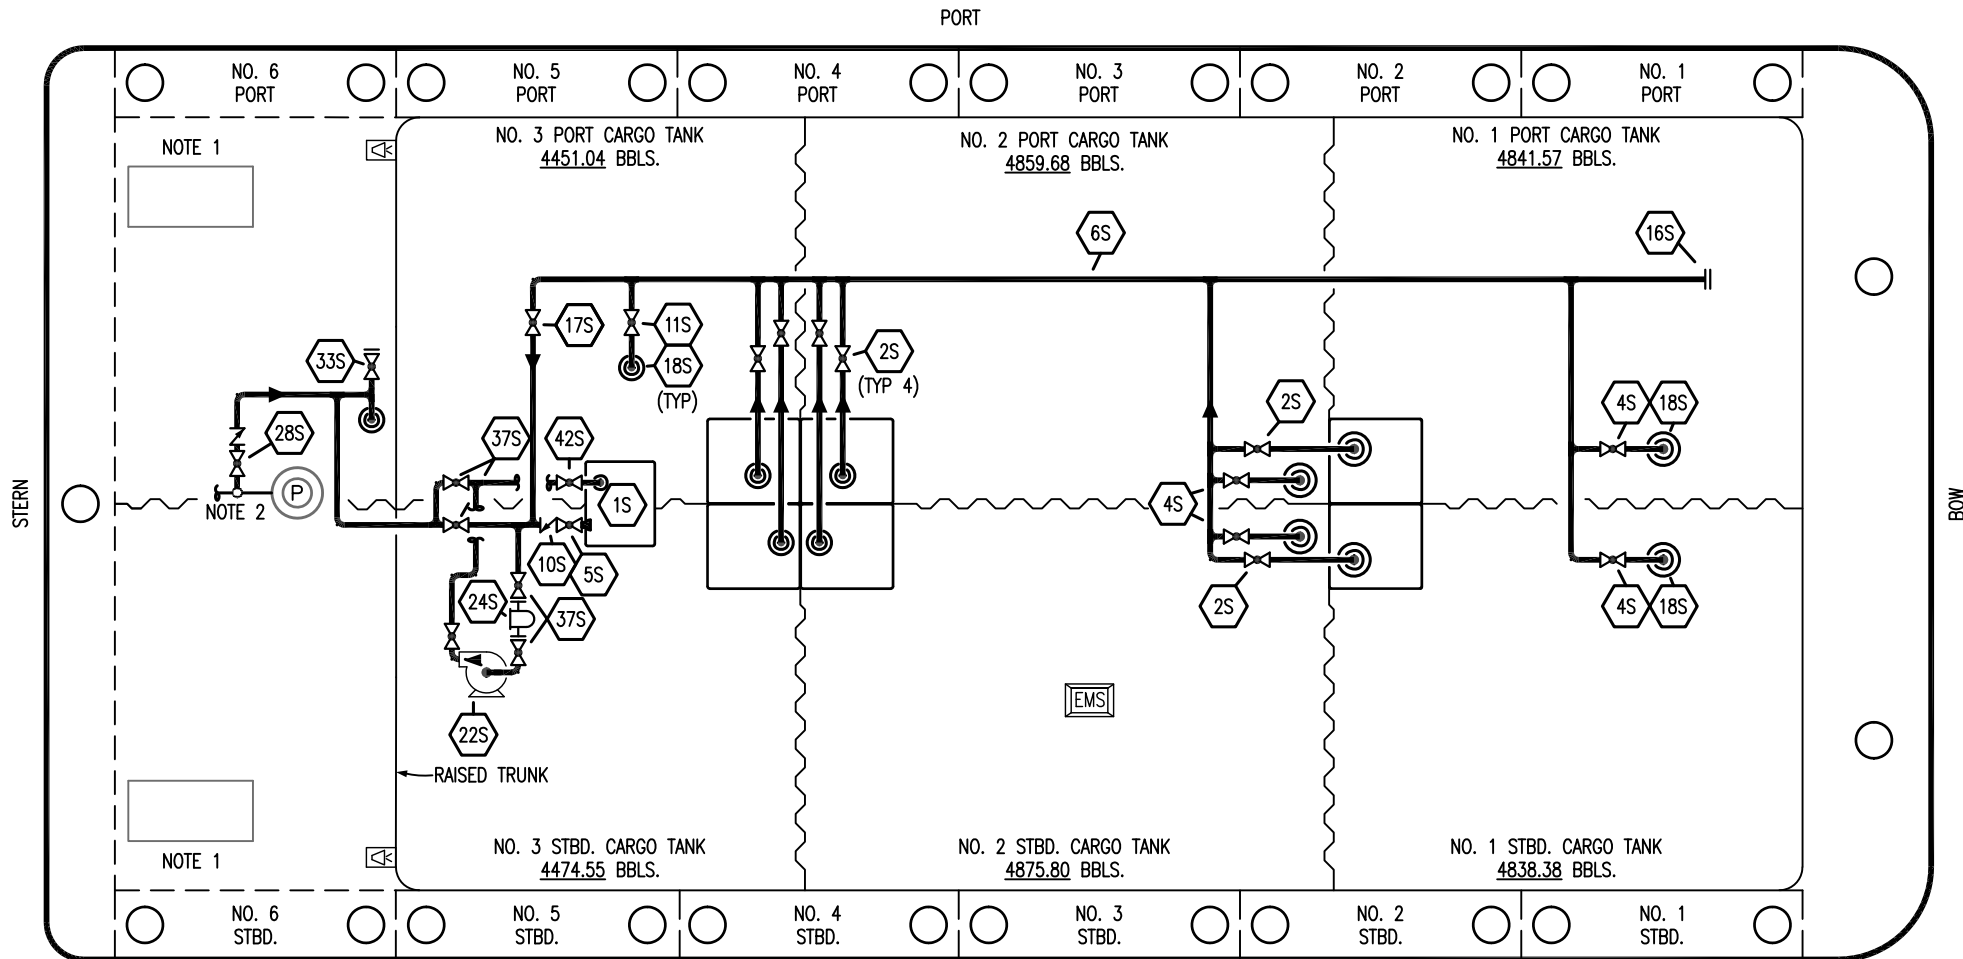 PORT
NO. 6
PORT
NO. 5
PORT
NO. 4
PORT
NO. 3
PORT
NO. 2
PORT
NO. 1
PORT
NOTE 1
NO. 3 PORT CARGO TANK
4451.04 BBLS.
NO. 2 PORT CARGO TANK
4859.68 BBLS.
NO. 1 PORT CARGO TANK
4841.57 BBLS.
6S
16S
17S
11S
18S
(TYP)
2S
(TYP 4)
33S
28S
37S
42S
2S
4S
18S
P
STERN
NOTE 2
1S
4S
BOW
10S
5S
24S
37S
2S
4S
18S
22S
EMS
RAISED TRUNK
NOTE 1
NO. 3 STBD. CARGO TANK
4474.55 BBLS.
NO. 2 STBD. CARGO TANK
4875.80 BBLS.
NO. 1 STBD. CARGO TANK
4838.38 BBLS.
NO. 6
STBD.
NO. 5
STBD.
NO. 4
STBD.
NO. 3
STBD.
NO. 2
STBD.
NO. 1
STBD.